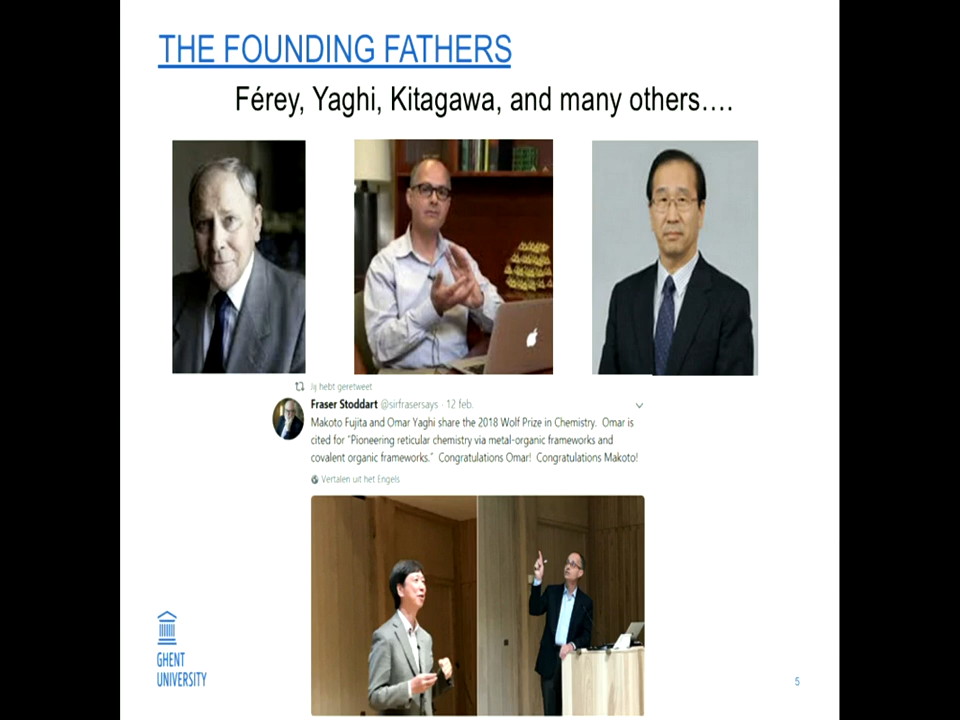 THE FOUNDING FATHERS
Férey, Yaghi, Kitagawa, and many others….
Jij hebt geretweet
Fraser Stoddart @sirfrasersays · 12 feb.
Makoto Fujita and Omar Yaghi share the 2018 Wolf Prize in Chemistry. Omar is
cited for "Pioneering reticular chemistry via metal-organic frameworks and
covalent organic frameworks." Congratulations Omar! Congratulations Makoto!
Vertalen uit het Engels
GHENT
UNIVERSITY
5